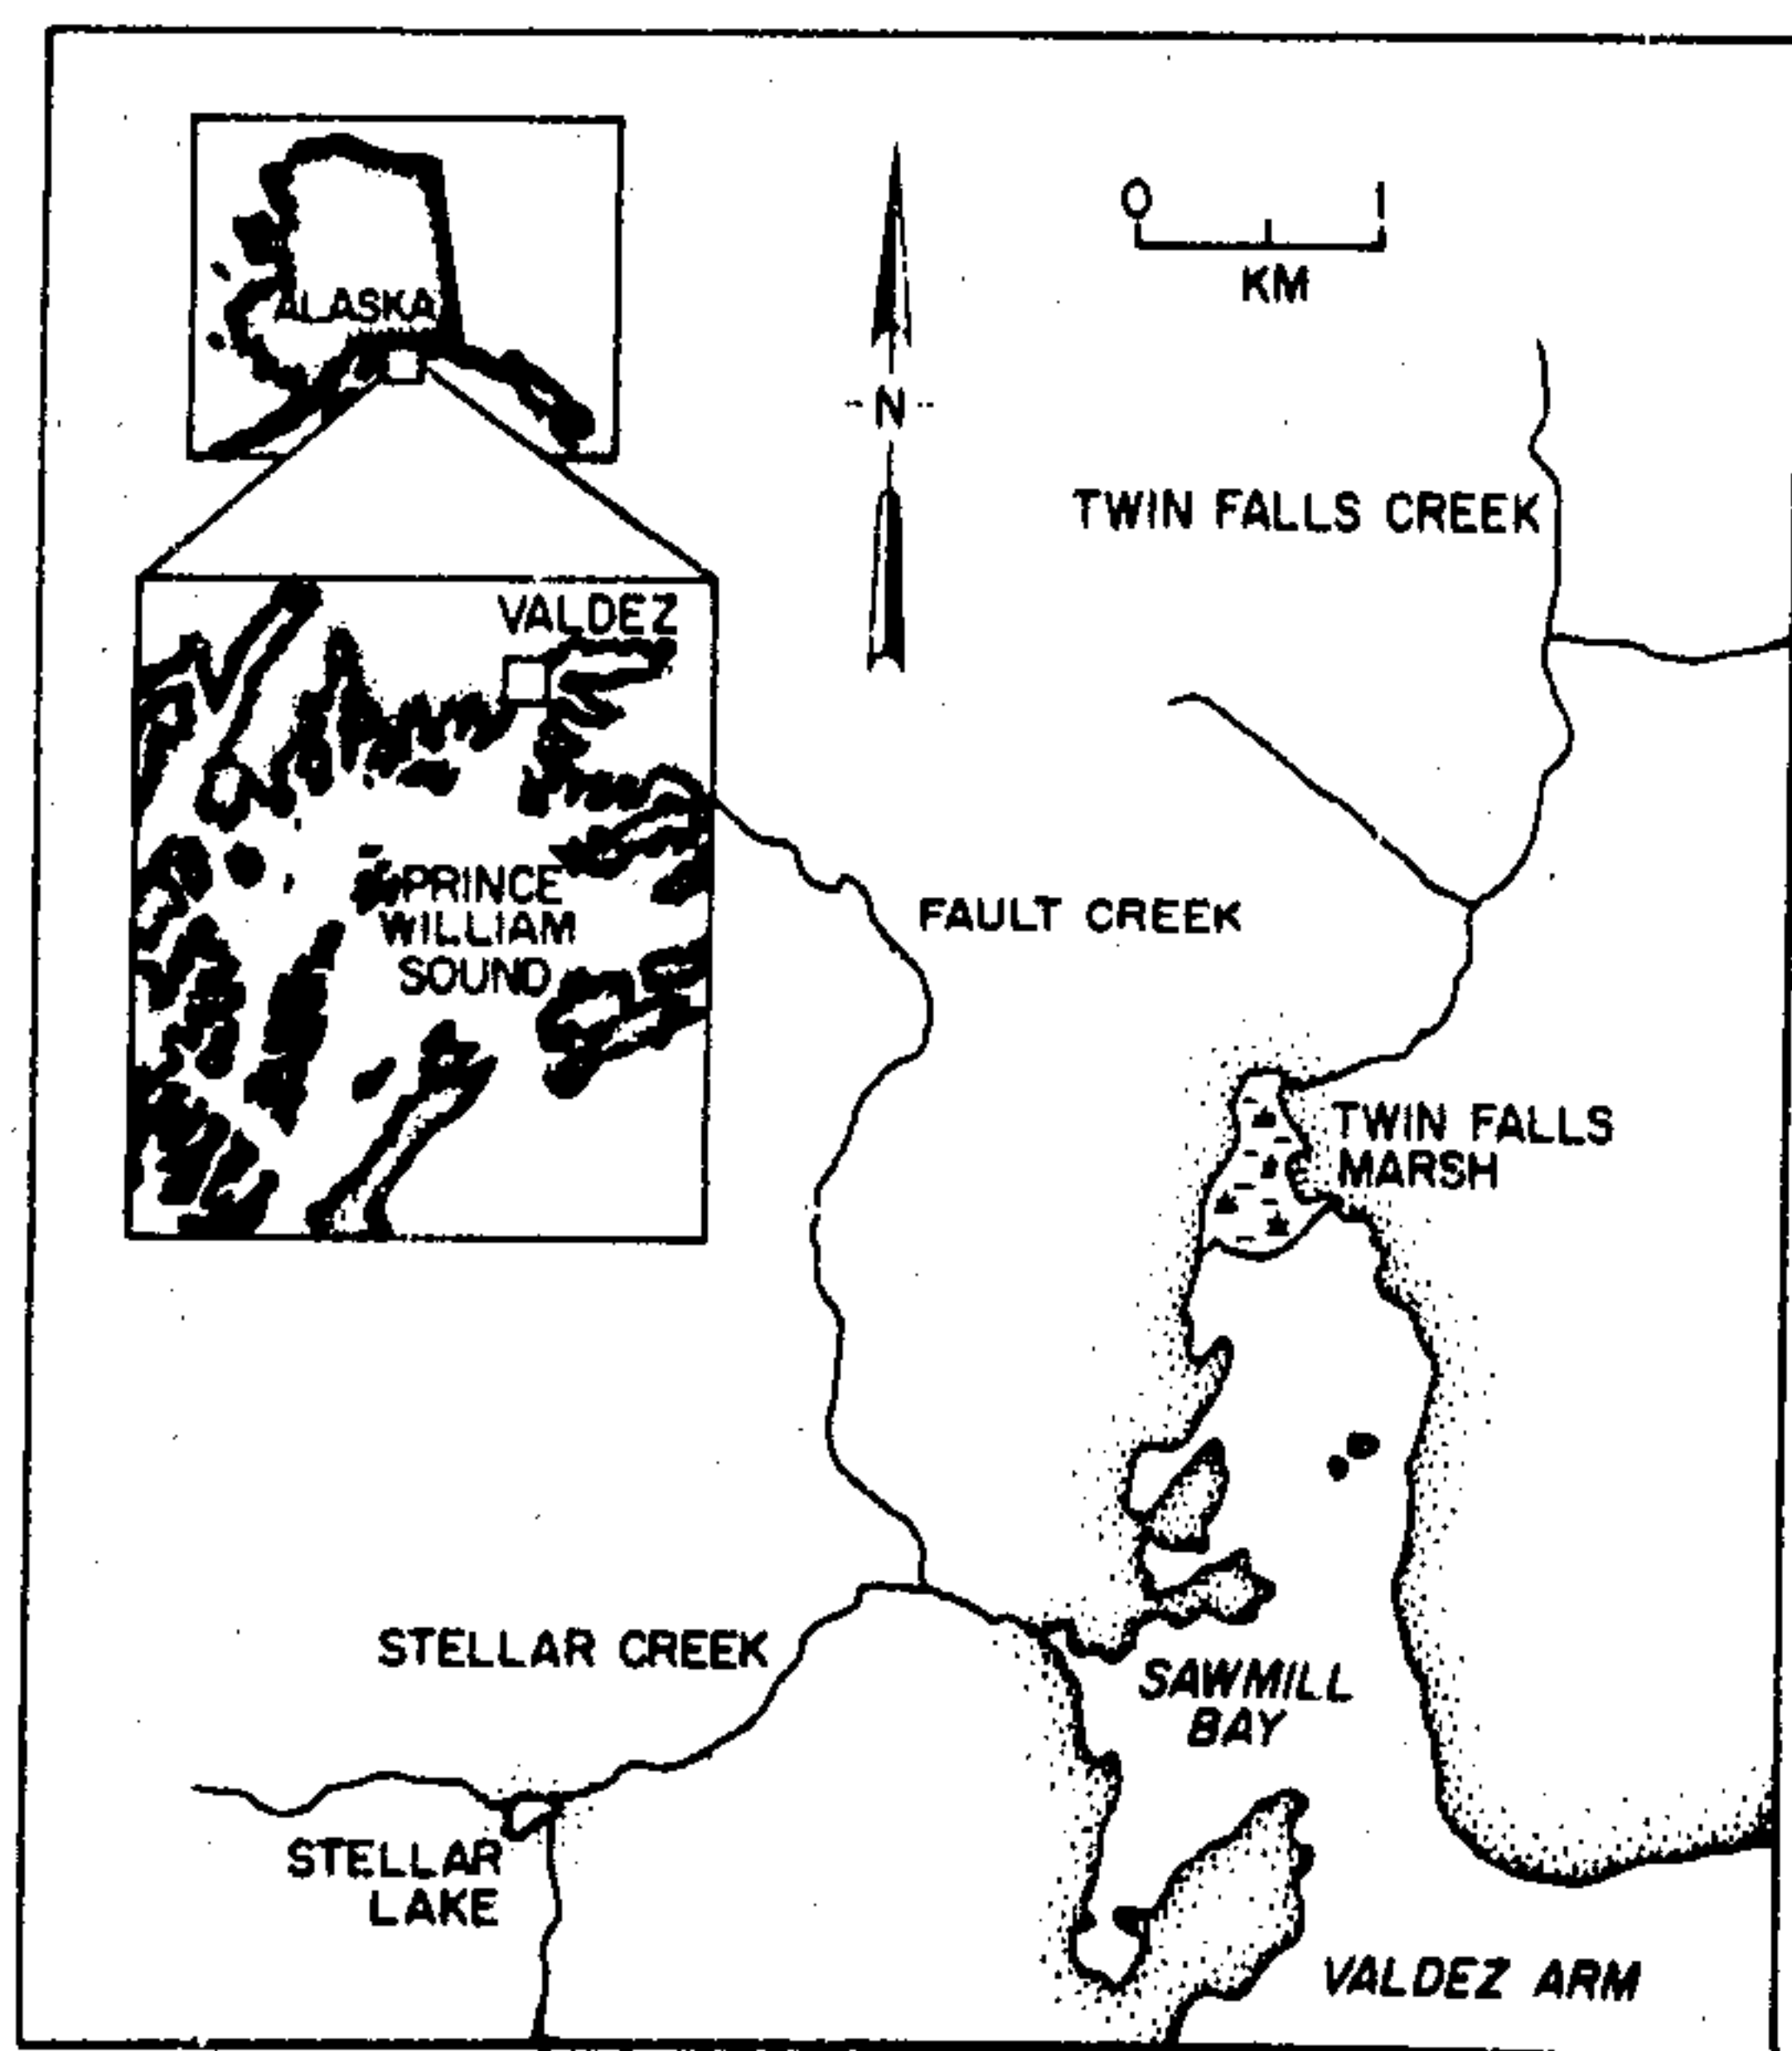 ALASKA
0 1
KM
-N-
TWIN FALLS CREEK
VALDEZ
PRINCE
WILLIAM
SOUND
FAULT CREEK
TWIN FALLS
MARSH
STELLAR CREEK
SAWMILL
BAY
STELLAR
LAKE
VALDEZ ARM